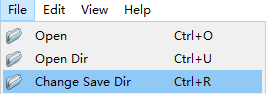 File Edit View Help
Open Ctrl+O
Open Dir Ctrl+U
Change Save Dir Ctrl+R